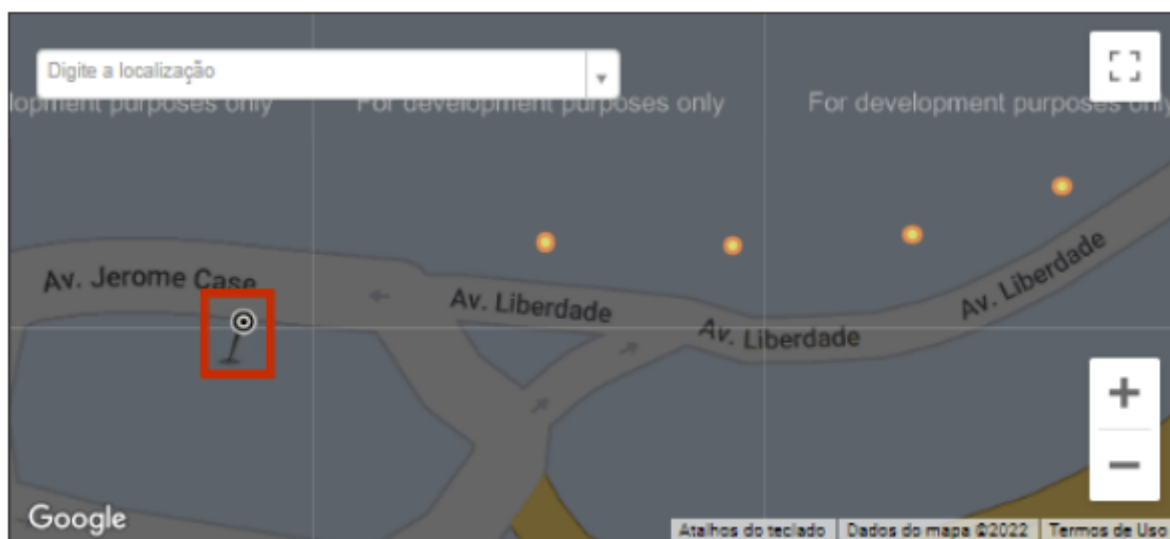 Digite a localização
lopment purposes only
For development purposes only
For development purposes only
Av. Jerome Case
Av. Liberdade
Av. Liberdade
Av. Liberdade
Google
Atalhos do teclado
Dados do mapa ©2022
Termos de Uso